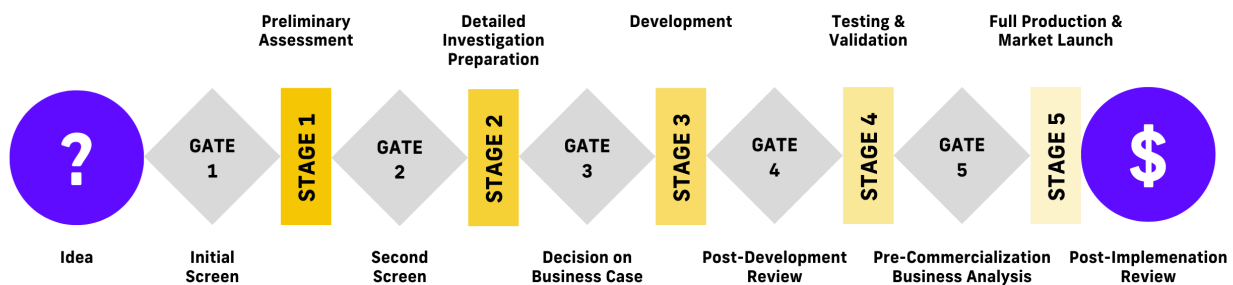 Preliminary
Assessment
Detailed
Investigation
Preparation
Development
Testing &
Validation
Full Production &
Market Launch
?
GATE
1
STAGE 1
GATE
2
STAGE 2
GATE
3
STAGE 3
GATE
4
STAGE 4
GATE
5
STAGE 5
$
Idea
Initial
Screen
Second
Screen
Decision on
Business Case
Post-Development
Review
Pre-Commercialization
Business Analysis
Post-Implemenation
Review